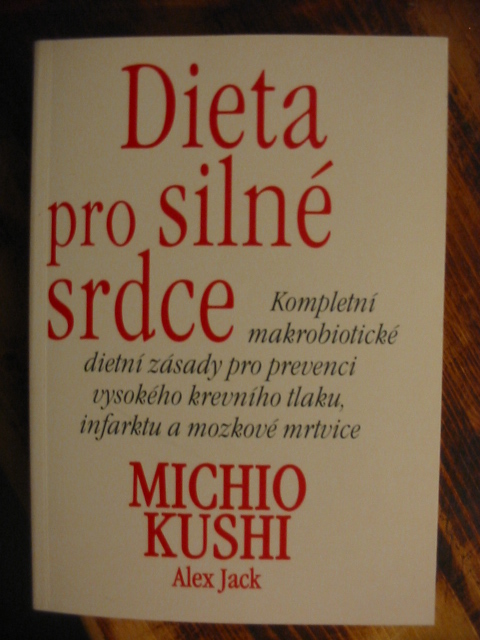 Dieta
pro silné
srdce
Kompletní
makrobiotické
dietní zásady pro prevenci
vysokého krevního tlaku,
infarktu a mozkové mrtvice
MICHIO
KUSHI
Alex Jack